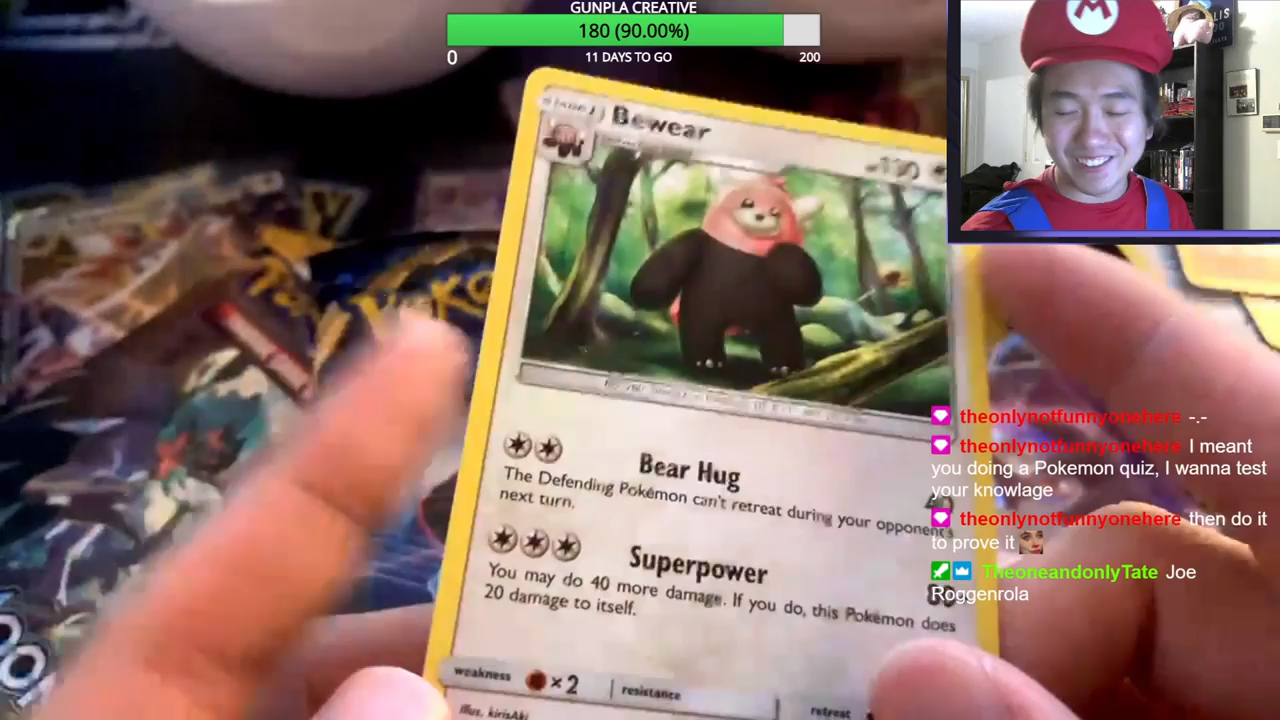 GUNPLA CREATIVE
180 (90.00%)
0
11 DAYS TO GO
200
Bewear
Bear Hug
The Defending Pokémon can't retreat during your opponent's
next turn.
Superpower
You may do 40 more damage. If you do, this Pokémon does
20 damage to itself.
weakness
×2
resistance
retreat
Illus. kirisAki
M
theonlynotfunnyonehere -.-
theonlynotfunnyonehere I meant
you doing a Pokemon quiz, I wanna test
your knowlage
theonlynotfunnyonehere then do it
to prove it
TheoneandonlyTate Joe
Roggenrola